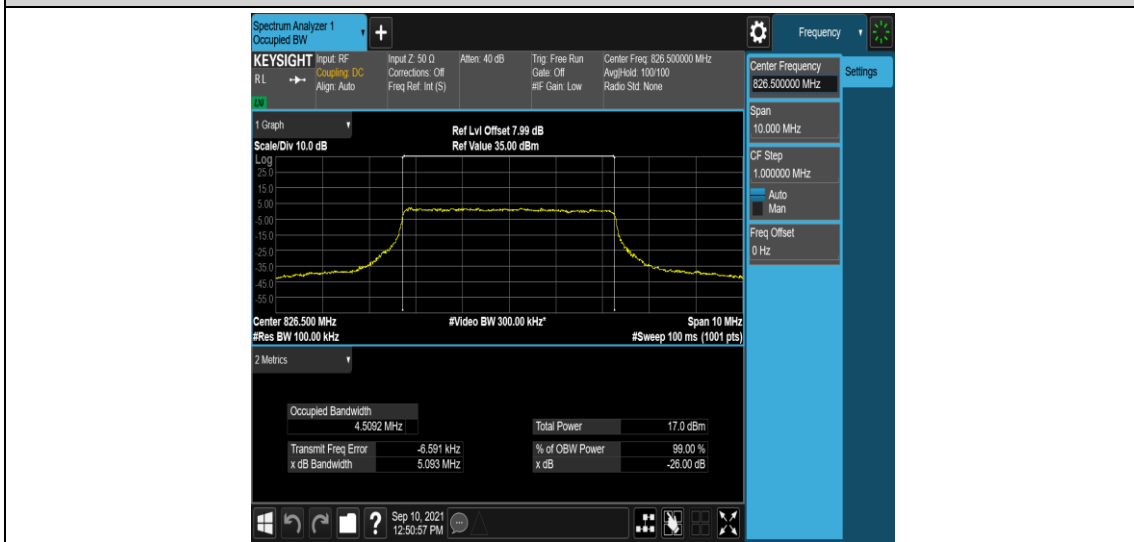 Spectrum Analyzer 1
Occupied BW
+
Frequency
KEYSIGHT
RL
Input: RF
Coupling: DC
Align: Auto
Input Z: 50 Ω
Corrections: Off
Freq Ref: Int (S)
Atten: 40 dB
Trig: Free Run
Gate: Off
#IF Gain: Low
Center Freq: 826.500000 MHz
Avg|Hold: 100/100
Radio Std: None
Center Frequency
826.500000 MHz
Settings
Span
10.000 MHz
CF Step
1.000000 MHz
Auto
Man
Freq Offset
0 Hz
1 Graph
Scale/Div 10.0 dB
Ref Lvl Offset 7.99 dB
Ref Value 35.00 dBm
Log
25.0
15.0
5.00
-5.00
-15.0
-25.0
-35.0
-45.0
-55.0
Center 826.500 MHz
#Res BW 100.00 kHz
#Video BW 300.00 kHz*
Span 10 MHz
#Sweep 100 ms (1001 pts)
2 Metrics
Occupied Bandwidth
4.5092 MHz
Total Power 17.0 dBm
Transmit Freq Error -6.591 kHz
% of OBW Power 99.00 %
x dB Bandwidth 5.093 MHz
x dB -26.00 dB
?
Sep 10, 2021
12:50:57 PM